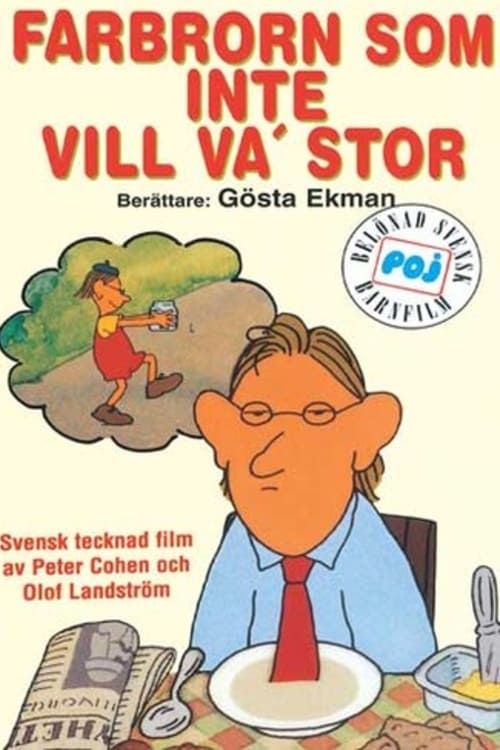 FARBRORN SOM
INTE
VILL VA´ STOR
Berättare: Gösta Ekman
BELÖNAD SVENSK
POJ
BARNFILM
Svensk tecknad film
av Peter Cohen och
Olof Landström